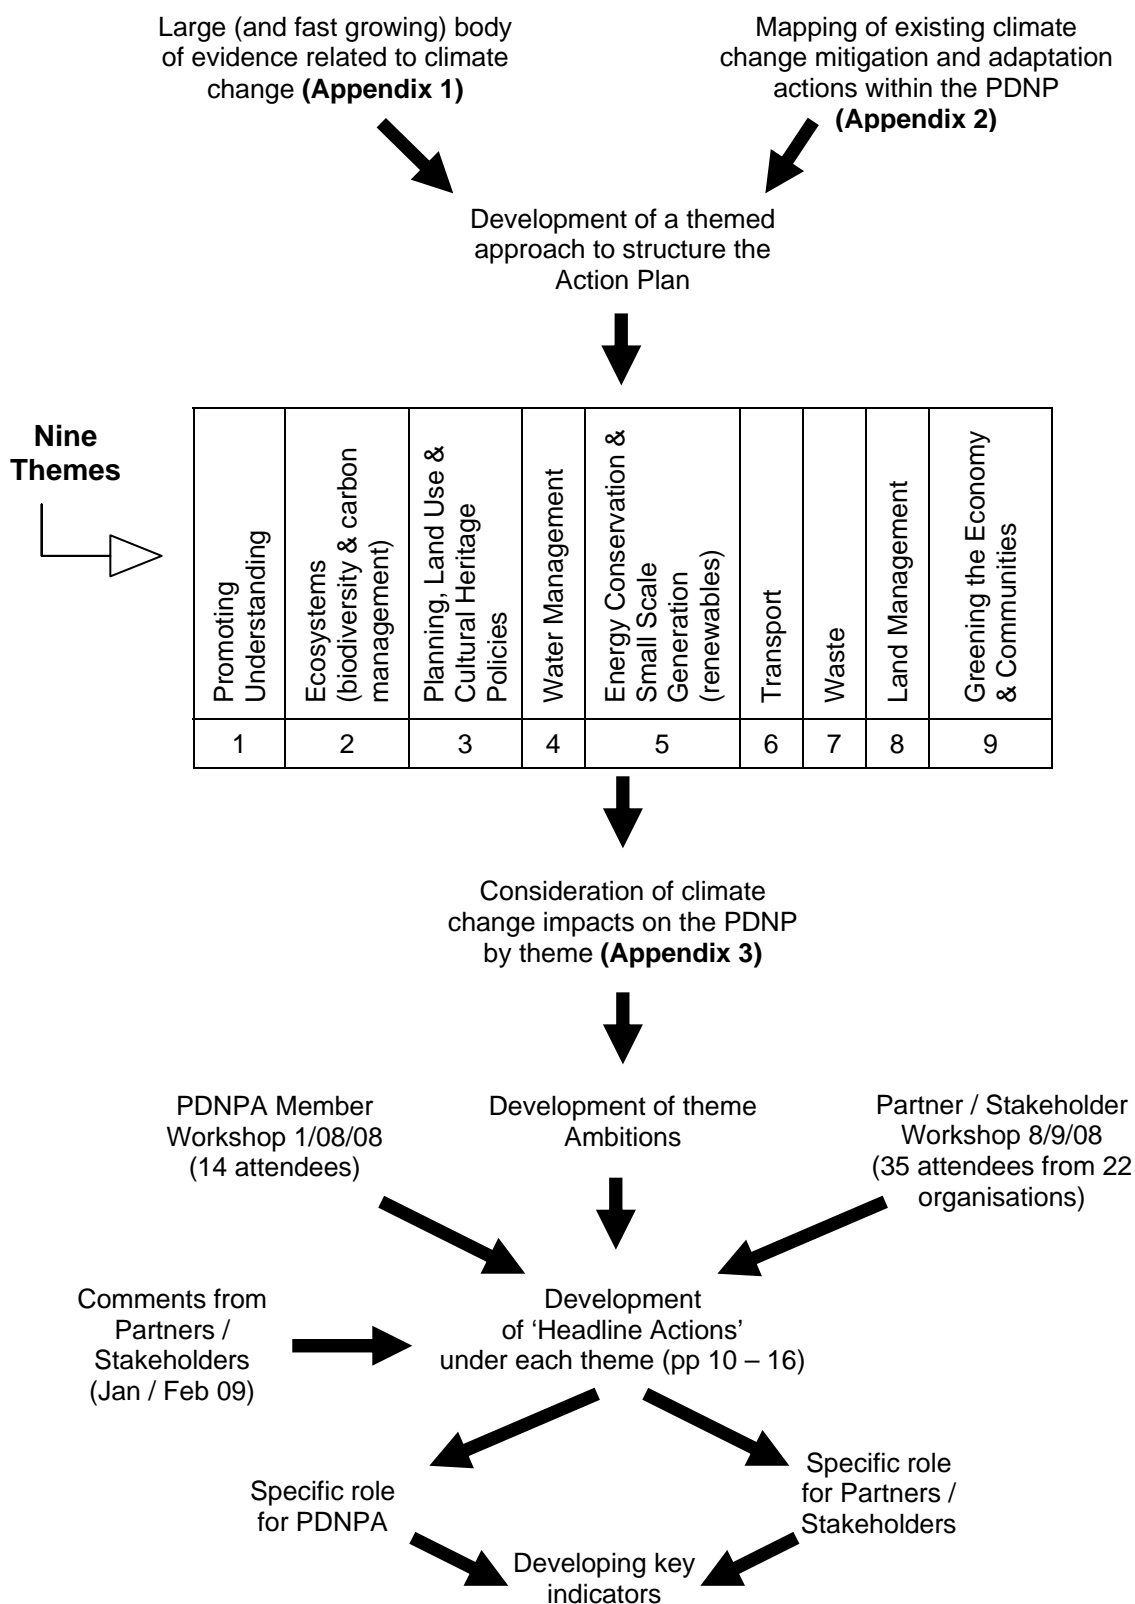 Large (and fast growing) body
of evidence related to climate
change (Appendix 1)
Mapping of existing climate
change mitigation and adaptation
actions within the PDNP
(Appendix 2)
Development of a themed
approach to structure the
Action Plan
Nine
Themes
Promoting
Understanding
Ecosystems
(biodiversity & carbon
management)
Planning, Land Use &
Cultural Heritage
Policies
Water Management
Energy Conservation &
Small Scale
Generation
(renewables)
Transport
Waste
Land Management
Greening the Economy
& Communities
1 2 3 4 5 6 7 8 9
Consideration of climate
change impacts on the PDNP
by theme (Appendix 3)
PDNPA Member
Workshop 1/08/08
(14 attendees)
Development of theme
Ambitions
Partner / Stakeholder
Workshop 8/9/08
(35 attendees from 22
organisations)
Comments from
Partners /
Stakeholders
(Jan / Feb 09)
Development
of ‘Headline Actions’
under each theme (pp 10 – 16)
Specific role
for PDNPA
Specific role
for Partners /
Stakeholders
Developing key
indicators